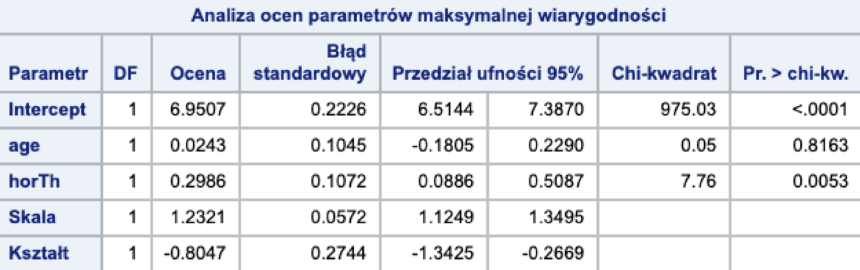 Analiza ocen parametrów maksymalnej wiarygodności
Parametr DF Ocena Błąd standardowy Przedział ufności 95% Chi-kwadrat Pr. > chi-kw.
Intercept 1 6.9507 0.2226 6.5144 7.3870 975.03 <.0001
age 1 0.0243 0.1045 -0.1805 0.2290 0.05 0.8163
horTh 1 0.2986 0.1072 0.0886 0.5087 7.76 0.0053
Skala 1 1.2321 0.0572 1.1249 1.3495
Kształt 1 -0.8047 0.2744 -1.3425 -0.2669